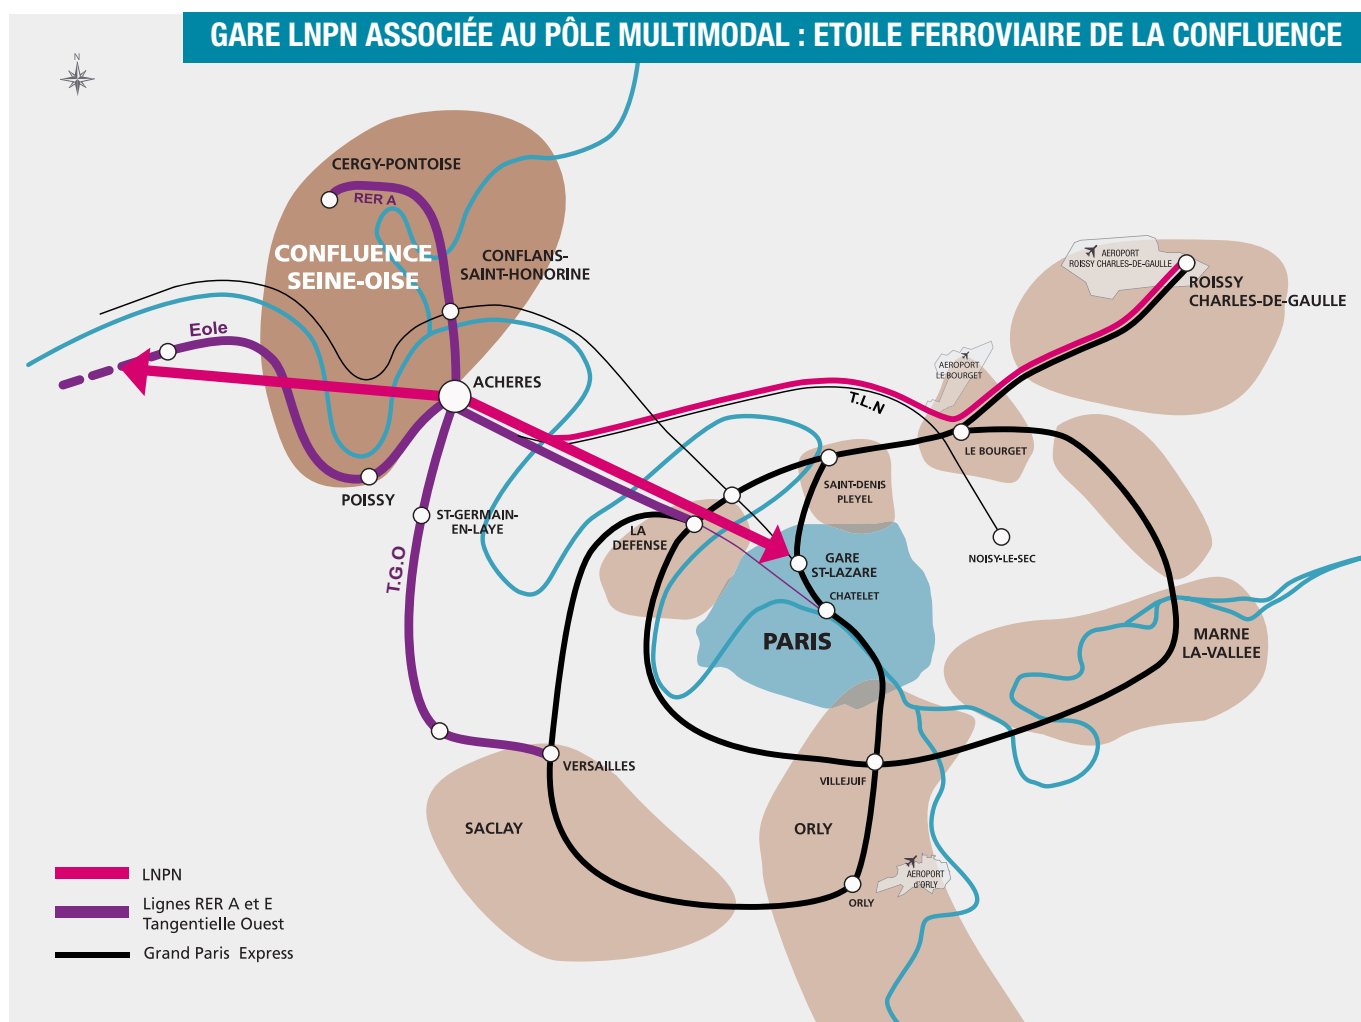 GARE LNPN ASSOCIÉE AU PÔLE MULTIMODAL : ETOILE FERROVIAIRE DE LA CONFLUENCE
N
CERGY-PONTOISE
RER A
CONFLUENCE
SEINE-OISE
CONFLANS-
SAINT-HONORINE
AEROPORT
ROISSY CHARLES-DE-GAULLE
ROISSY
CHARLES-DE-GAULLE
Eole
AEROPORT
LE BOURGET
ACHERES
T.L.N
LE BOURGET
POISSY
SAINT-DENIS
PLEYEL
ST-GERMAIN-
EN-LAYE
LA
DEFENSE
GARE
ST-LAZARE
NOISY-LE-SEC
T.G.O
CHATELET
PARIS
MARNE
LA-VALLEE
VERSAILLES
VILLEJUIF
SACLAY
ORLY
AEROPORT
d'ORLY
ORLY
LNPN
Lignes RER A et E
Tangentielle Ouest
Grand Paris Express